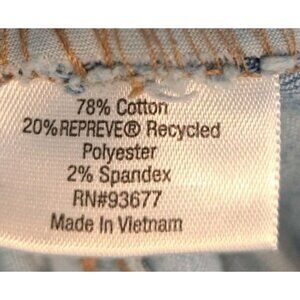 78% Cotton
20% REPREVE® Recycled
Polyester
2% Spandex
RN#93677
Made In Vietnam